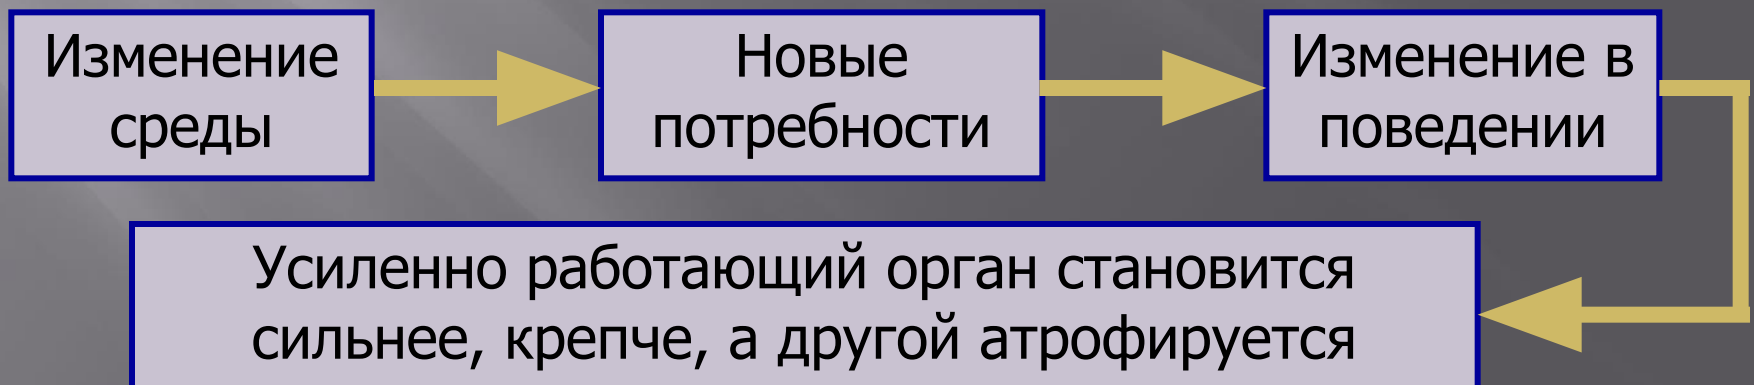 Изменение
среды
Новые
потребности
Изменение в
поведении
Усиленно работающий орган становится
сильнее, крепче, а другой атрофируется